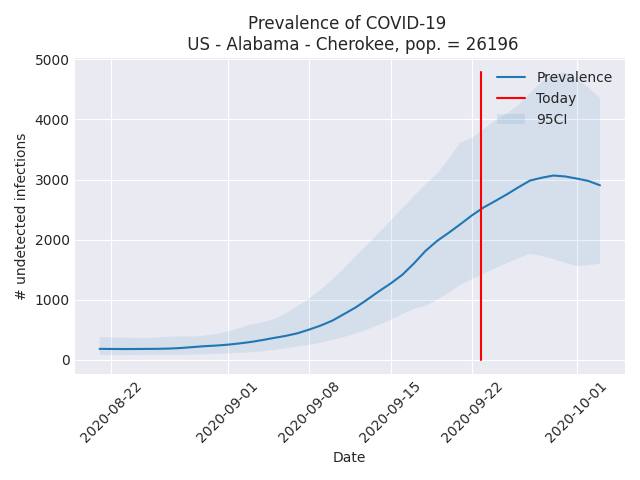 Prevalence of COVID-19
US - Alabama - Cherokee, pop. = 26196
Prevalence
Today
95CI
5000
4000
3000
2000
1000
0
# undetected infections
2020-08-22
2020-09-01
2020-09-08
2020-09-15
2020-09-22
2020-10-01
Date